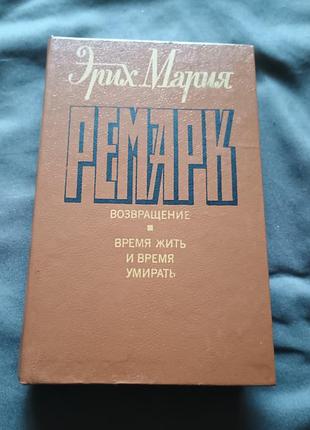 Эрих Мария
РЕМАРК
ВОЗВРАЩЕНИЕ
ВРЕМЯ ЖИТЬ
И ВРЕМЯ
УМИРАТЬ